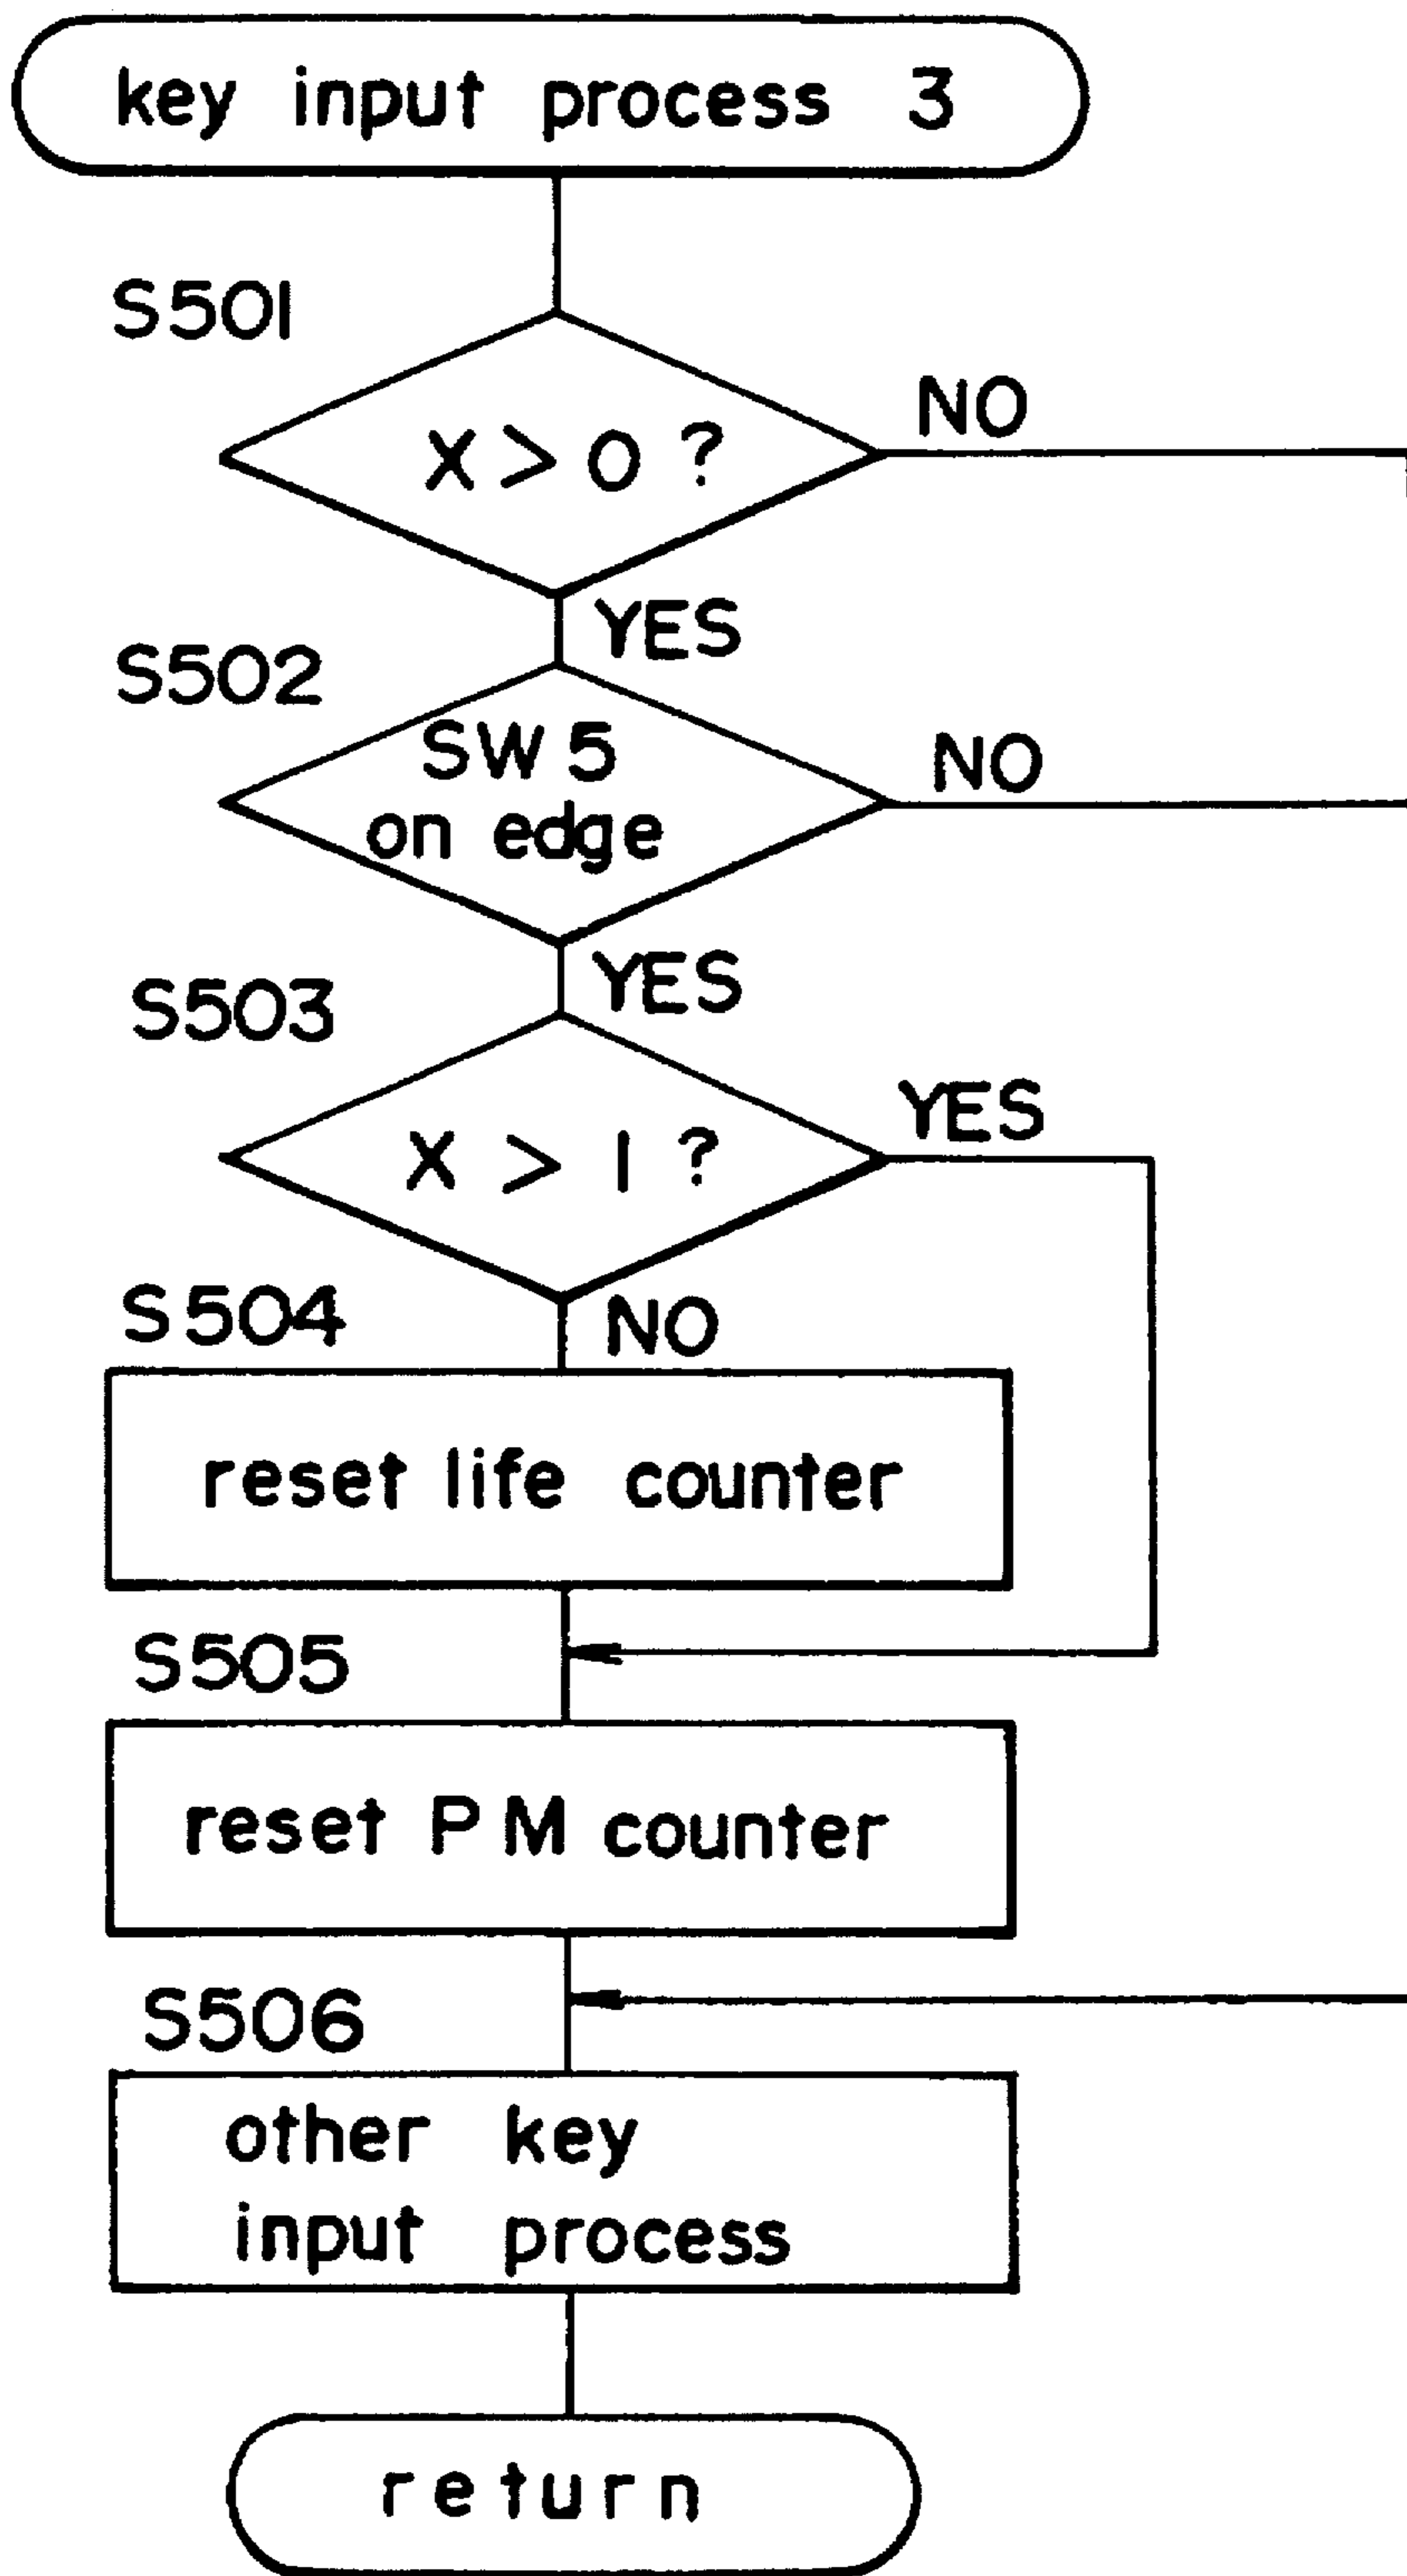 key input process 3
S501
X > 0 ?
NO
YES
S502
SW 5
on edge
NO
YES
S503
X > 1 ?
YES
NO
S504
reset life counter
S505
reset PM counter
S506
other key
input process
return